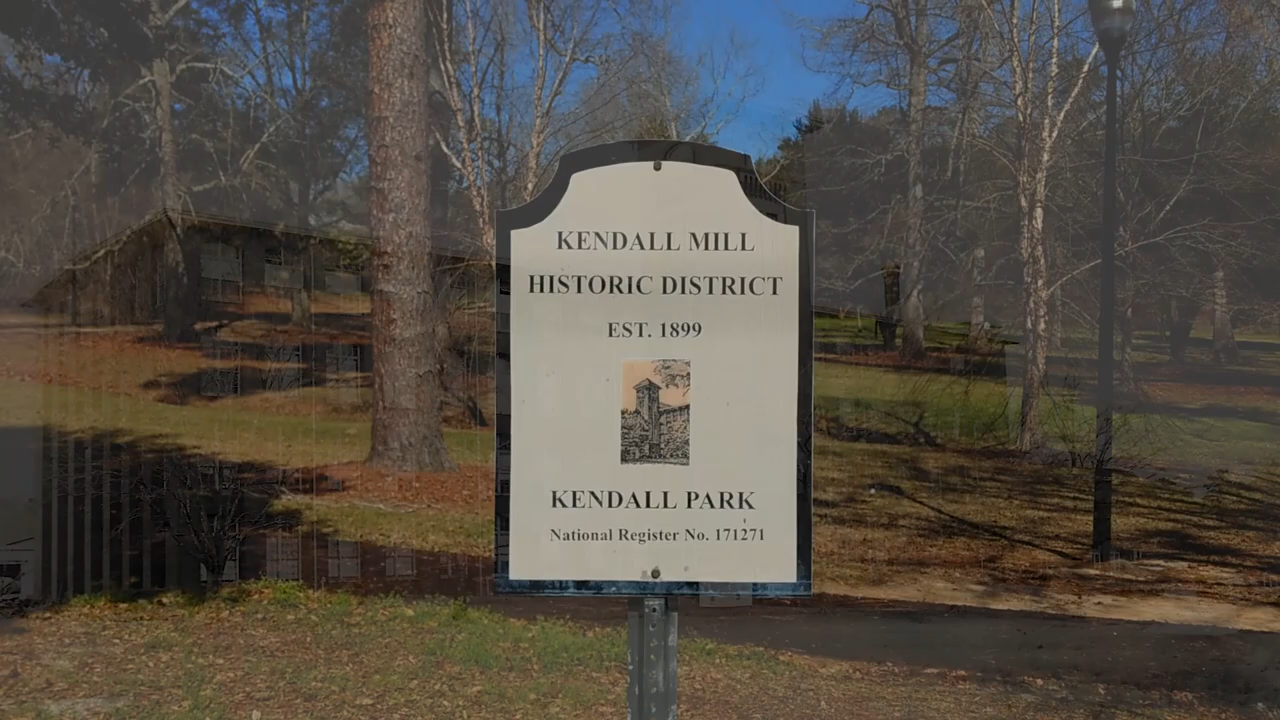 KENDALL MILL
HISTORIC DISTRICT
EST. 1899
KENDALL PARK
National Register No. 171271